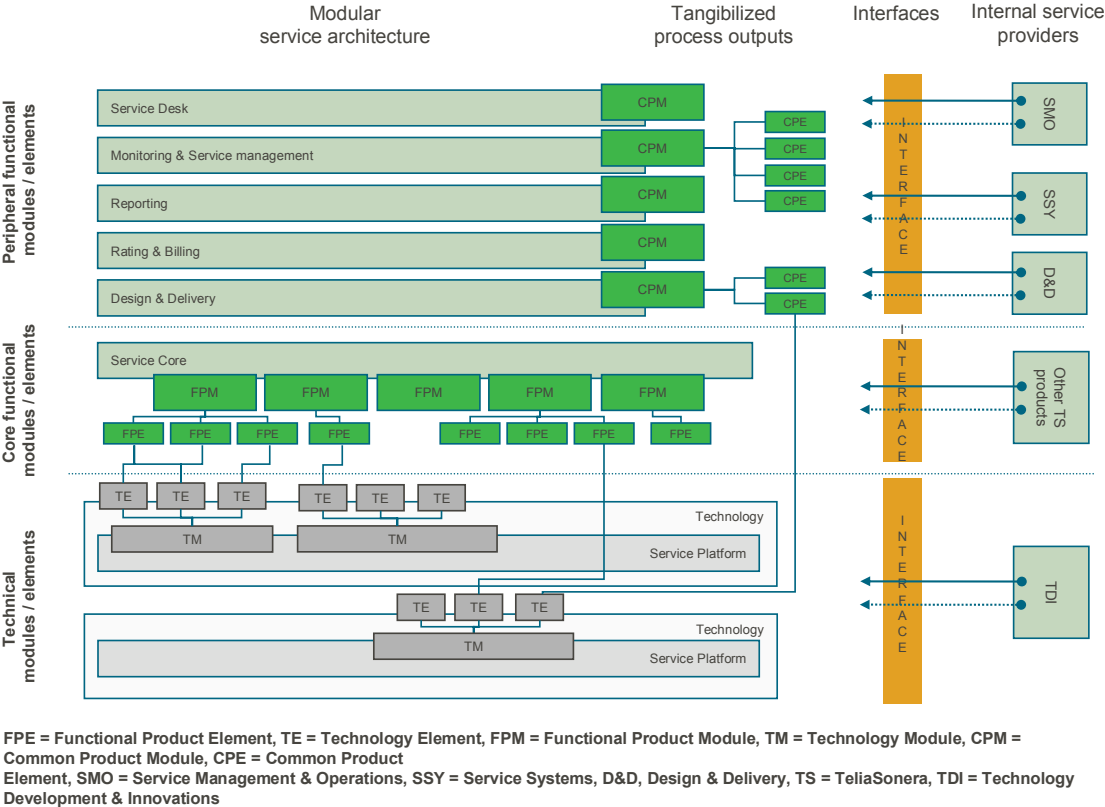 Modular
service architecture
Tangibilized
process outputs
Interfaces
Internal service
providers
Peripheral functional
modules / elements
Service Desk
CPM
Monitoring & Service management
CPM
Reporting
CPM
Rating & Billing
CPM
Design & Delivery
CPM
CPE
CPE
CPE
CPE
CPE
CPE
INTERFACE
SMO
SSY
D&D
Core functional
modules / elements
Service Core
FPM
FPM
FPM
FPM
FPM
FPE
FPE
FPE
FPE
FPE
FPE
FPE
FPE
INTERFACE
Other TS
products
Technical
modules / elements
TE
TE
TE
TE
TE
TE
Technology
TM
TM
Service Platform
TE
TE
TE
Technology
TM
Service Platform
INTERFACE
TDI
FPE = Functional Product Element, TE = Technology Element, FPM = Functional Product Module, TM = Technology Module, CPM =
Common Product Module, CPE = Common Product
Element, SMO = Service Management & Operations, SSY = Service Systems, D&D, Design & Delivery, TS = TeliaSonera, TDI = Technology
Development & Innovations